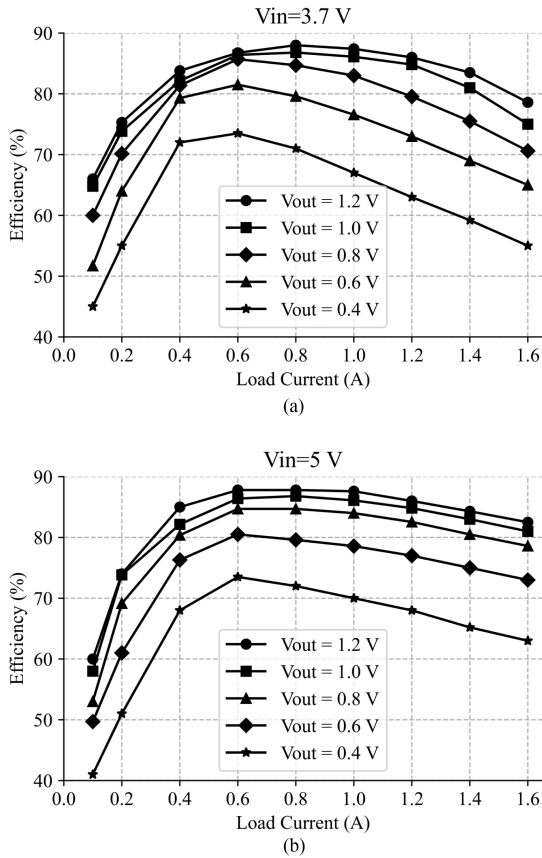 Vin=3.7 V
90
80
70
60
50
40
Efficiency (%)
Vout = 1.2 V
Vout = 1.0 V
Vout = 0.8 V
Vout = 0.6 V
Vout = 0.4 V
0.0 0.2 0.4 0.6 0.8 1.0 1.2 1.4 1.6
Load Current (A)
(a)
Vin=5 V
90
80
70
60
50
40
Efficiency (%)
Vout = 1.2 V
Vout = 1.0 V
Vout = 0.8 V
Vout = 0.6 V
Vout = 0.4 V
0.0 0.2 0.4 0.6 0.8 1.0 1.2 1.4 1.6
Load Current (A)
(b)